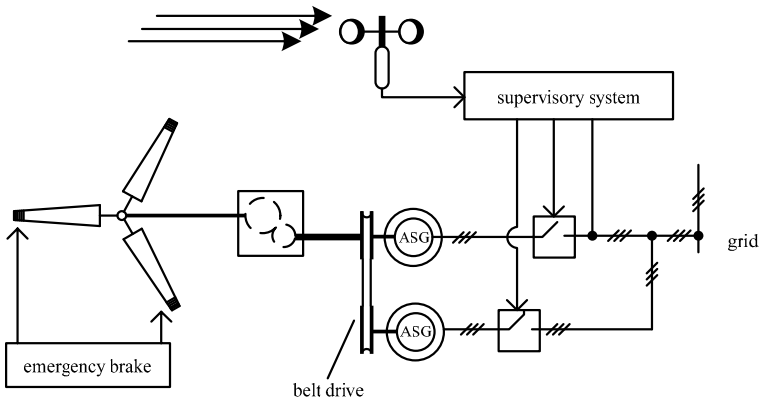 supervisory system
ASG
grid
ASG
emergency brake
belt drive